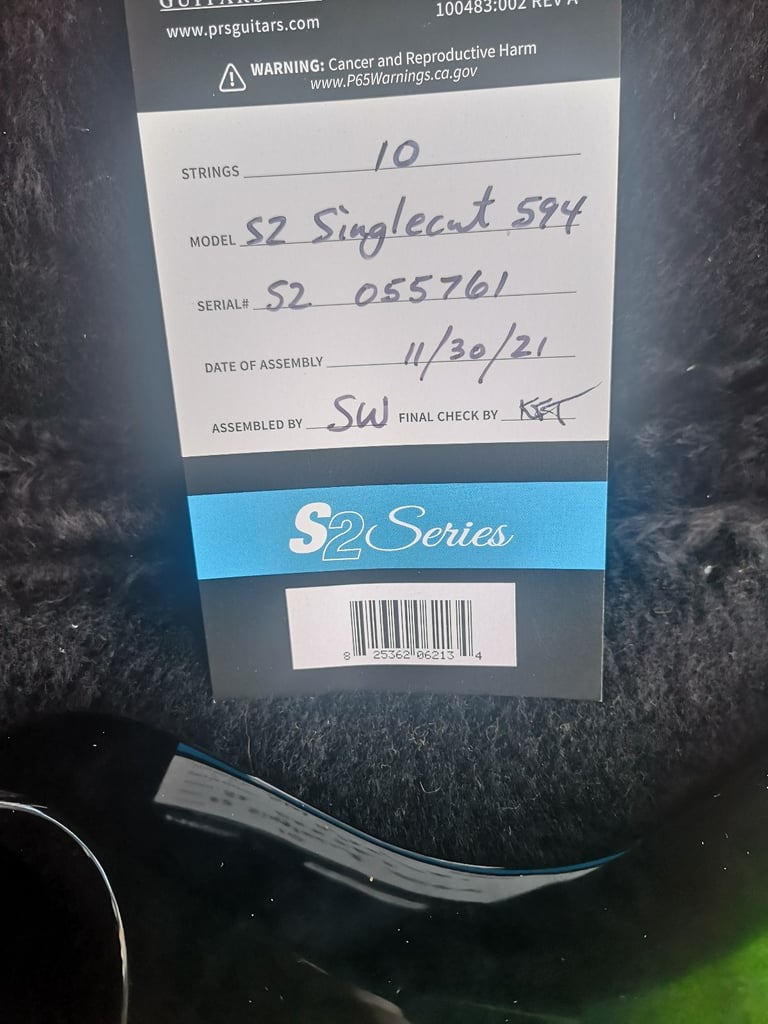 GUITARS
100483:002 REV A
www.prsguitars.com
WARNING: Cancer and Reproductive Harm
www.P65Warnings.ca.gov
STRINGS 10
MODEL S2 Singlecut 594
SERIAL# S2 055761
DATE OF ASSEMBLY 11/30/21
ASSEMBLED BY SW FINAL CHECK BY
S2 Series
8 25362 06213 4